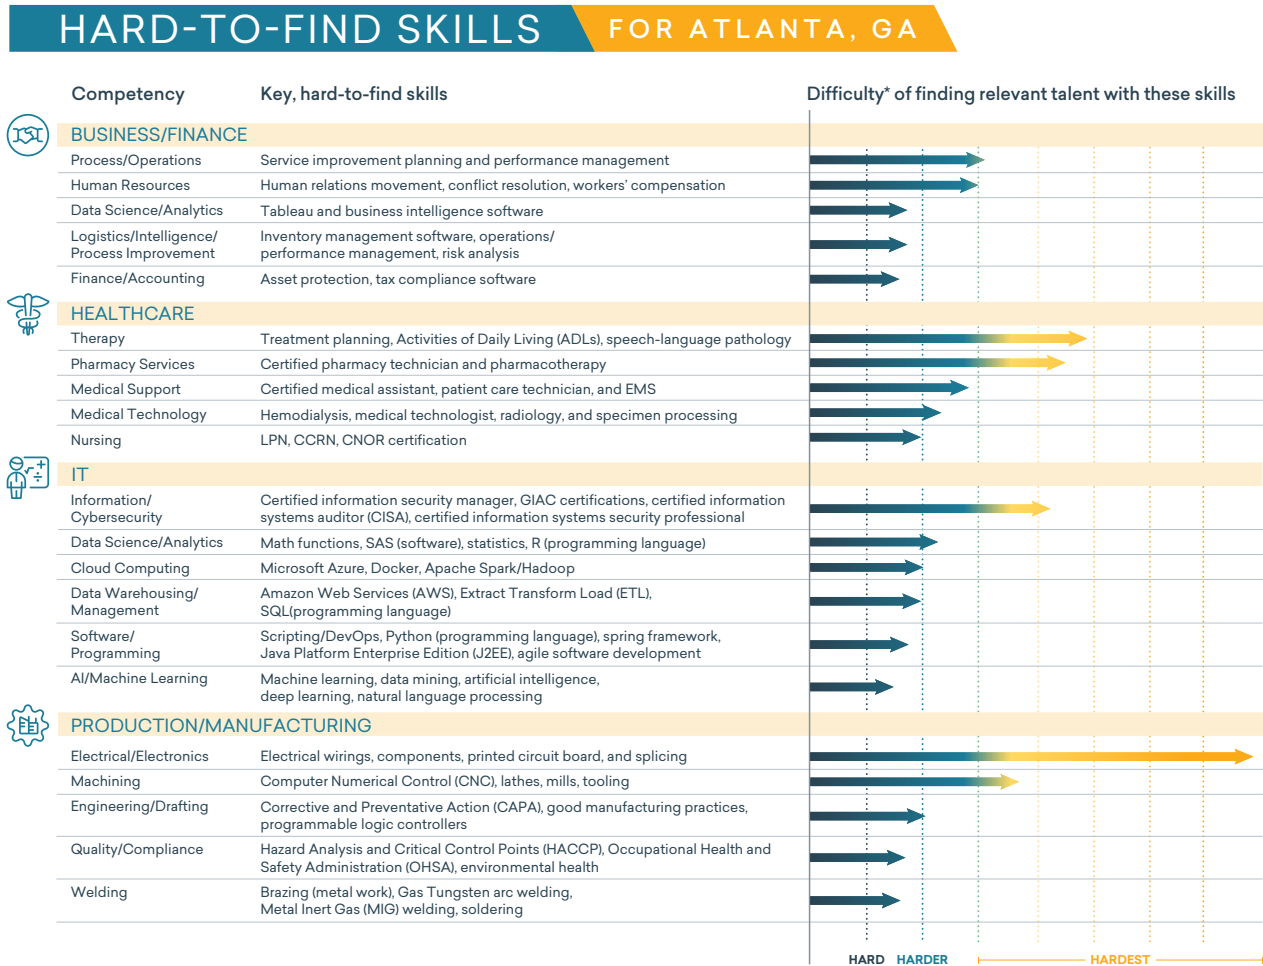 HARD-TO-FIND SKILLS FOR ATLANTA, GA
Competency Key, hard-to-find skills Difficulty* of finding relevant talent with these skills
BUSINESS/FINANCE
Process/Operations Service improvement planning and performance management
Human Resources Human relations movement, conflict resolution, workers’ compensation
Data Science/Analytics Tableau and business intelligence software
Logistics/Intelligence/ Inventory management software, operations/
Process Improvement performance management, risk analysis
Finance/Accounting Asset protection, tax compliance software
HEALTHCARE
Therapy Treatment planning, Activities of Daily Living (ADLs), speech-language pathology
Pharmacy Services Certified pharmacy technician and pharmacotherapy
Medical Support Certified medical assistant, patient care technician, and EMS
Medical Technology Hemodialysis, medical technologist, radiology, and specimen processing
Nursing LPN, CCRN, CNOR certification
IT
Information/ Certified information security manager, GIAC certifications, certified information
Cybersecurity systems auditor (CISA), certified information systems security professional
Data Science/Analytics Math functions, SAS (software), statistics, R (programming language)
Cloud Computing Microsoft Azure, Docker, Apache Spark/Hadoop
Data Warehousing/ Amazon Web Services (AWS), Extract Transform Load (ETL),
Management SQL(programming language)
Software/ Scripting/DevOps, Python (programming language), spring framework,
Programming Java Platform Enterprise Edition (J2EE), agile software development
AI/Machine Learning Machine learning, data mining, artificial intelligence,
deep learning, natural language processing
PRODUCTION/MANUFACTURING
Electrical/Electronics Electrical wirings, components, printed circuit board, and splicing
Machining Computer Numerical Control (CNC), lathes, mills, tooling
Engineering/Drafting Corrective and Preventative Action (CAPA), good manufacturing practices,
programmable logic controllers
Quality/Compliance Hazard Analysis and Critical Control Points (HACCP), Occupational Health and
Safety Administration (OHSA), environmental health
Welding Brazing (metal work), Gas Tungsten arc welding,
Metal Inert Gas (MIG) welding, soldering
HARD HARDER HARDEST